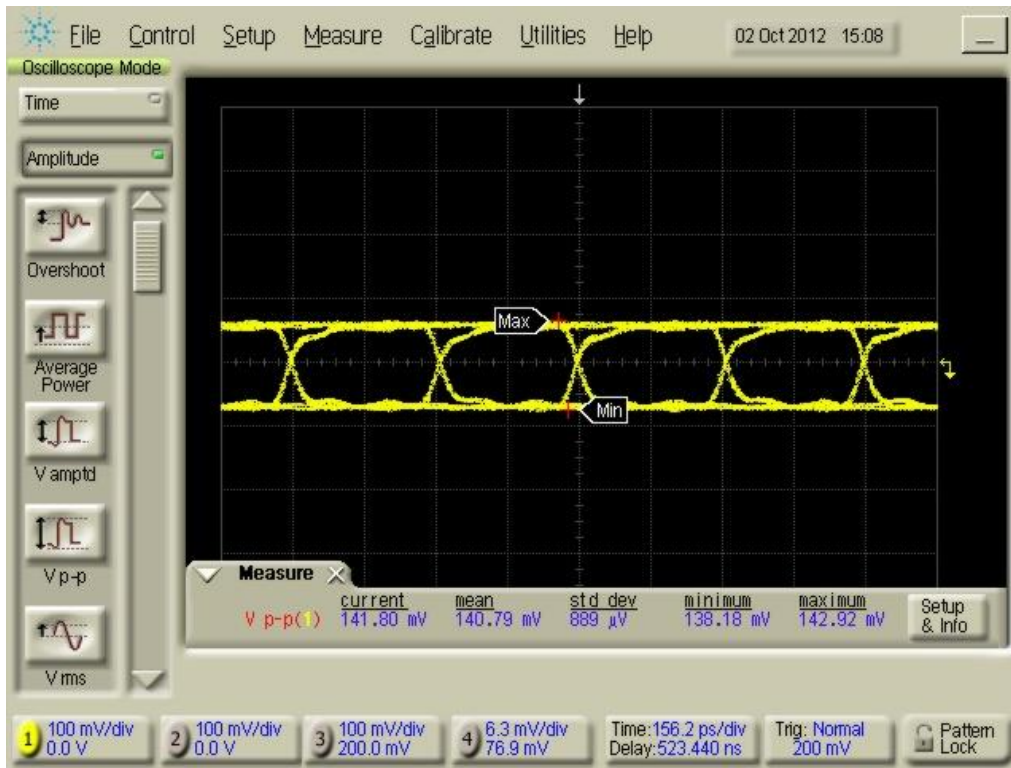 File Control Setup Measure Calibrate Utilities Help 02 Oct 2012 15:08
Oscilloscope Mode
Time
Amplitude
Overshoot
Average
Power
V amptd
V p-p
V rms
Max
Min
Measure
current mean std dev minimum maximum
V p-p(1) 141.80 mV 140.79 mV 889 µV 138.18 mV 142.92 mV
Setup
& Info
1 100 mV/div
0.0 V
2 100 mV/div
0.0 V
3 100 mV/div
200.0 mV
4 6.3 mV/div
76.9 mV
Time:156.2 ps/div
Delay:523.440 ns
Trig: Normal
200 mV
Pattern
Lock